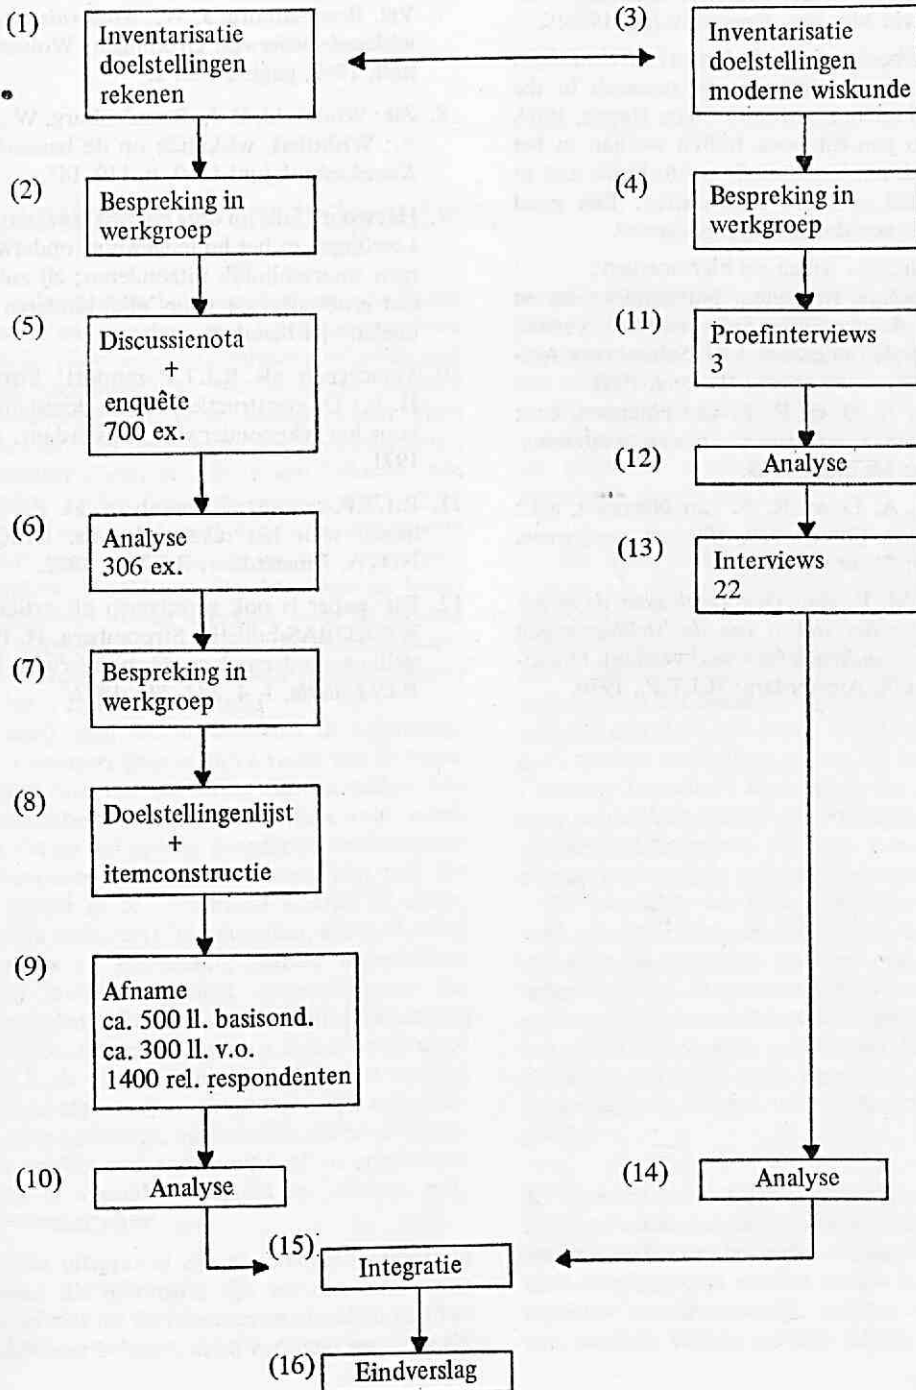 (1)
Inventarisatie
doelstellingen
rekenen
(3)
Inventarisatie
doelstellingen
moderne wiskunde
(2)
Bespreking in
werkgroep
(4)
Bespreking in
werkgroep
(5)
Discussienota
+
enquête
700 ex.
(11)
Proefinterviews
3
(12)
Analyse
(6)
Analyse
306 ex.
(13)
Interviews
22
(7)
Bespreking in
werkgroep
(8)
Doelstellingenlijst
+
itemconstructie
(9)
Afname
ca. 500 ll. basisond.
ca. 300 ll. v.o.
1400 rel. respondenten
(10)
Analyse
(14)
Analyse
(15)
Integratie
(16)
Eindverslag